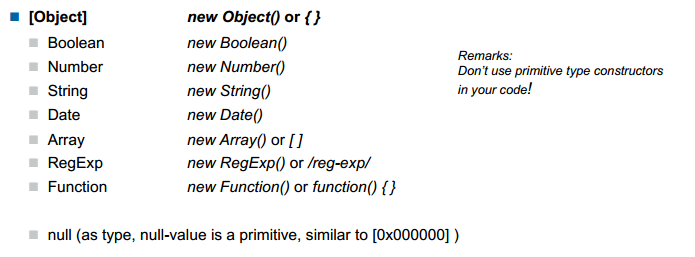 [Object] new Object() or { }
Boolean new Boolean()
Number new Number()
String new String()
Date new Date()
Array new Array() or [ ]
RegExp new RegExp() or /reg-exp/
Function new Function() or function() { }
null (as type, null-value is a primitive, similar to [0x000000] )
Remarks:
Don't use primitive type constructors
in your code!